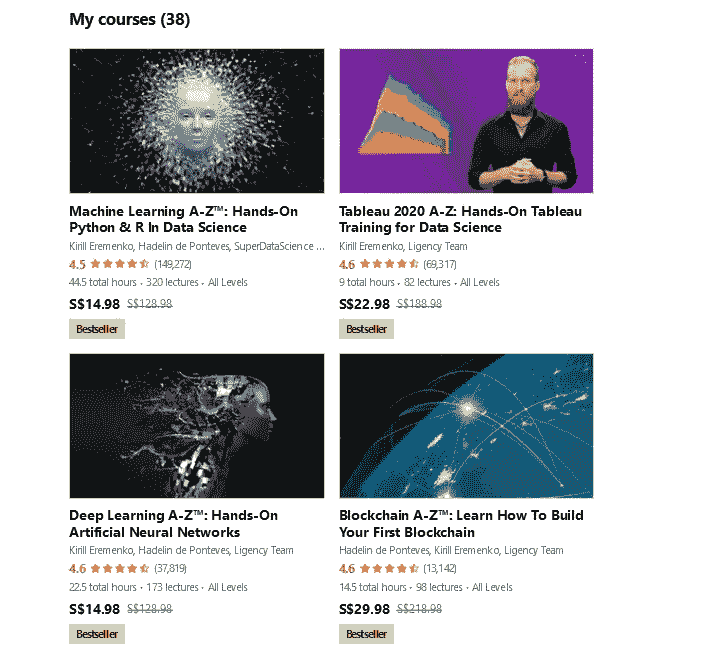 My courses (38)
Machine Learning A-Z™: Hands-On
Python & R In Data Science
Kirill Eremenko, Hadelin de Ponteves, SuperDataScience ...
4.5 (149,272)
44.5 total hours • 320 lectures • All Levels
S$14.98 S$128.98
Bestseller
Tableau 2020 A-Z: Hands-On Tableau
Training for Data Science
Kirill Eremenko, Ligency Team
4.6 (69,317)
9 total hours • 82 lectures • All Levels
S$22.98 S$188.98
Bestseller
Deep Learning A-Z™: Hands-On
Artificial Neural Networks
Kirill Eremenko, Hadelin de Ponteves, Ligency Team
4.6 (37,819)
22.5 total hours • 173 lectures • All Levels
S$14.98 S$128.98
Bestseller
Blockchain A-Z™: Learn How To Build
Your First Blockchain
Hadelin de Ponteves, Kirill Eremenko, Ligency Team
4.6 (13,142)
14.5 total hours • 98 lectures • All Levels
S$29.98 S$218.98
Bestseller